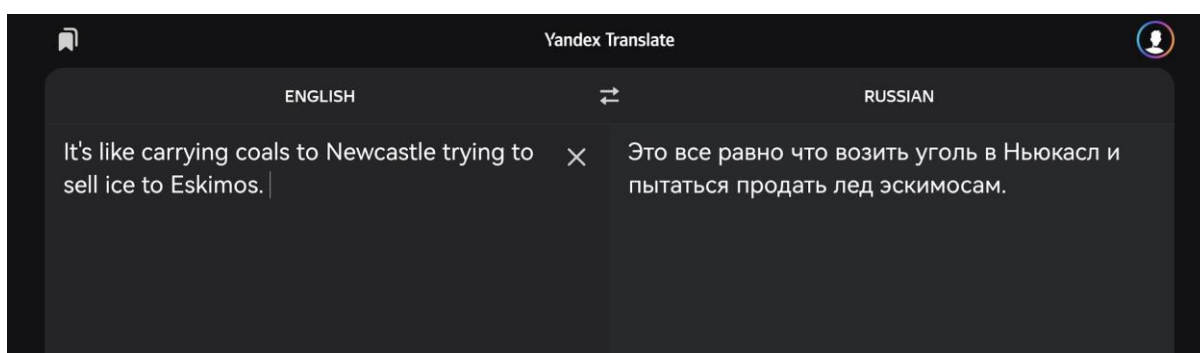 Yandex Translate
ENGLISH
RUSSIAN
It's like carrying coals to Newcastle trying to
sell ice to Eskimos.
Это все равно что возить уголь в Ньюкасл и
пытаться продать лед эскимосам.